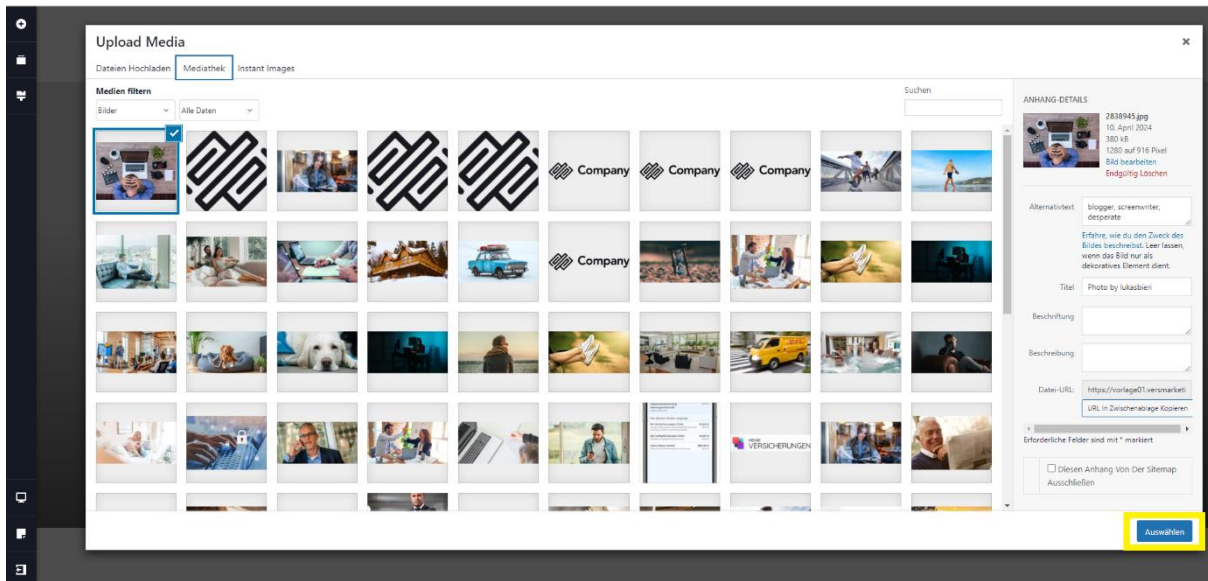 Upload Media
Dateien Hochladen Mediathek Instant Images
Medien filtern
Bilder Alle Daten
Suchen
Company Company Company
Company
VERSICHERUNGEN
ANHANG-DETAILS
2838945.jpg
10. April 2024
380 kB
1280 auf 916 Pixel
Bild bearbeiten
Endgültig Löschen
Alternativtext
blogger, screenwriter,
desperate
Erfahre, wie du den Zweck des
Bildes beschreibst. Leer lassen,
wenn das Bild nur als
dekoratives Element dient.
Titel Photo by lukasbieri
Beschriftung
Beschreibung
Datei-URL: https://vorlage01.versmarketi
URL In Zwischenablage Kopieren
Erforderliche Felder sind mit * markiert
Diesen Anhang Von Der Sitemap
Ausschließen
Auswählen